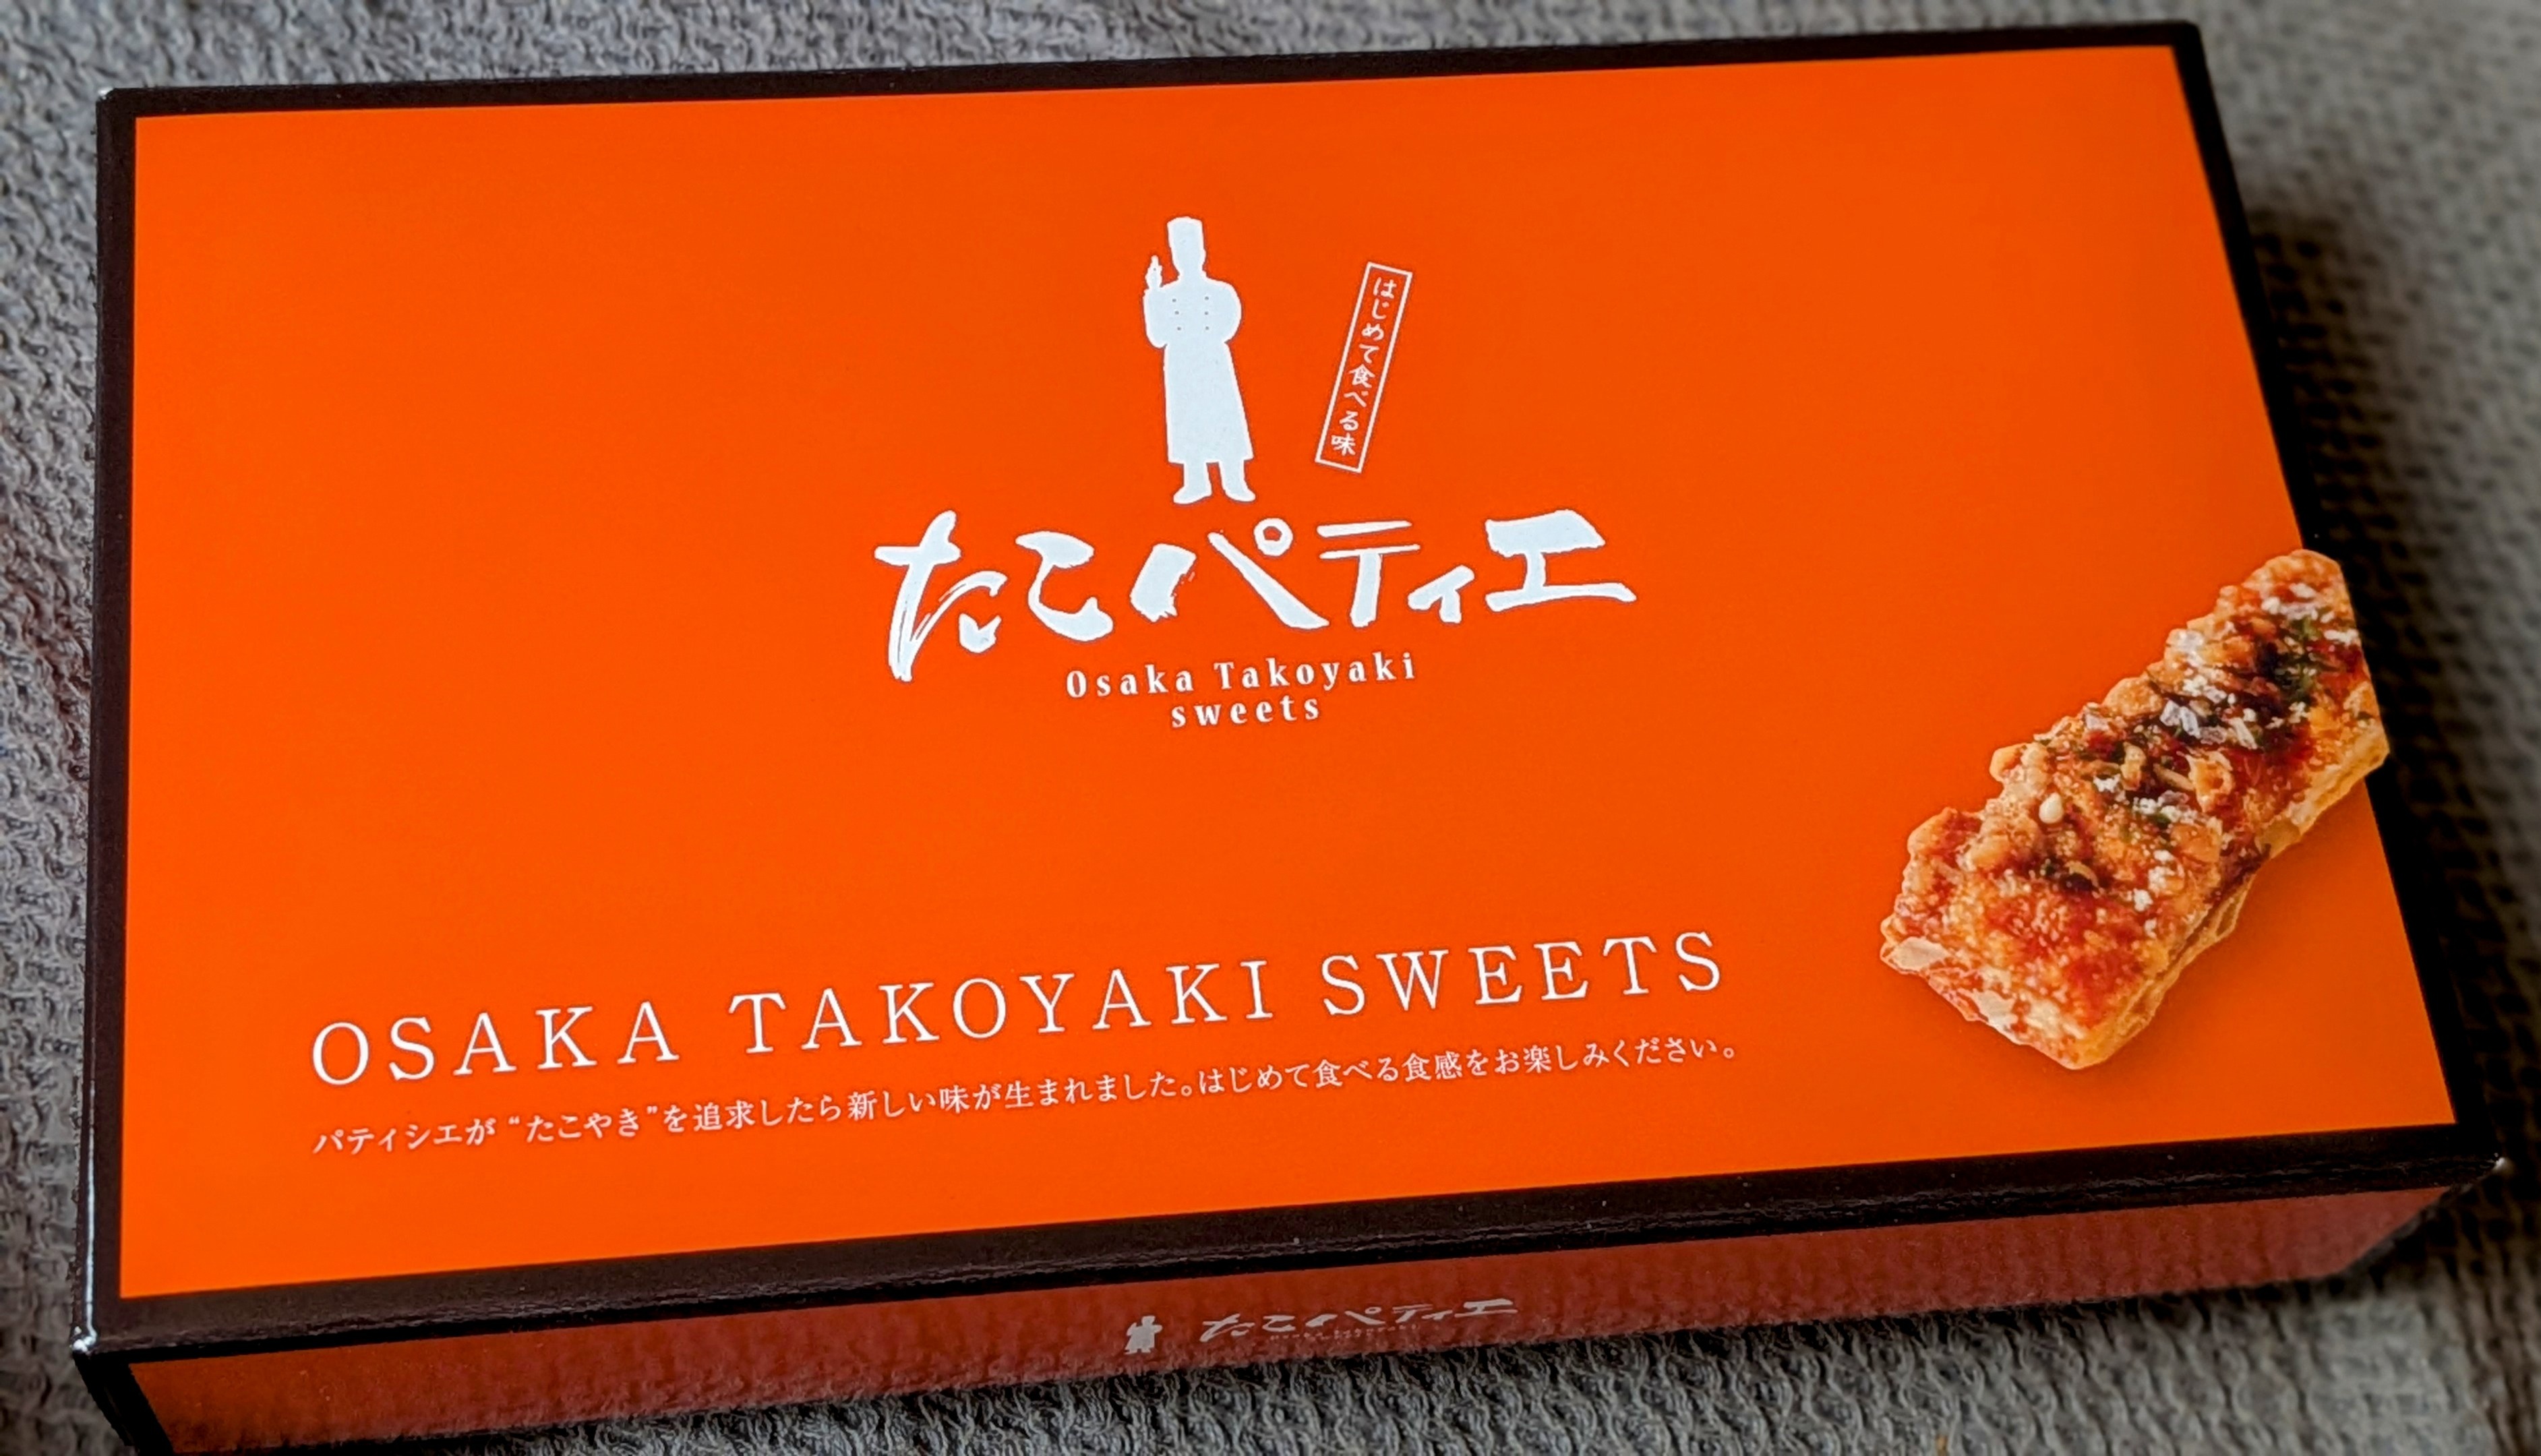 はじめて食べる味
たこパティエ
Osaka Takoyaki
sweets
OSAKA TAKOYAKI SWEETS
パティシエが“たこやき”を追求したら新しい味が生まれました。はじめて食べる食感をお楽しみください。
たこパティエ